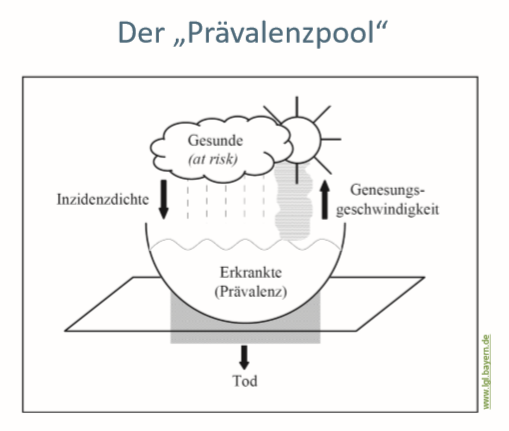 Der „Prävalenzpool“
Gesunde
(at risk)
Inzidenzdichte
Genesungs-
geschwindigkeit
Erkrankte
(Prävalenz)
Tod
www.lgl.bayern.de